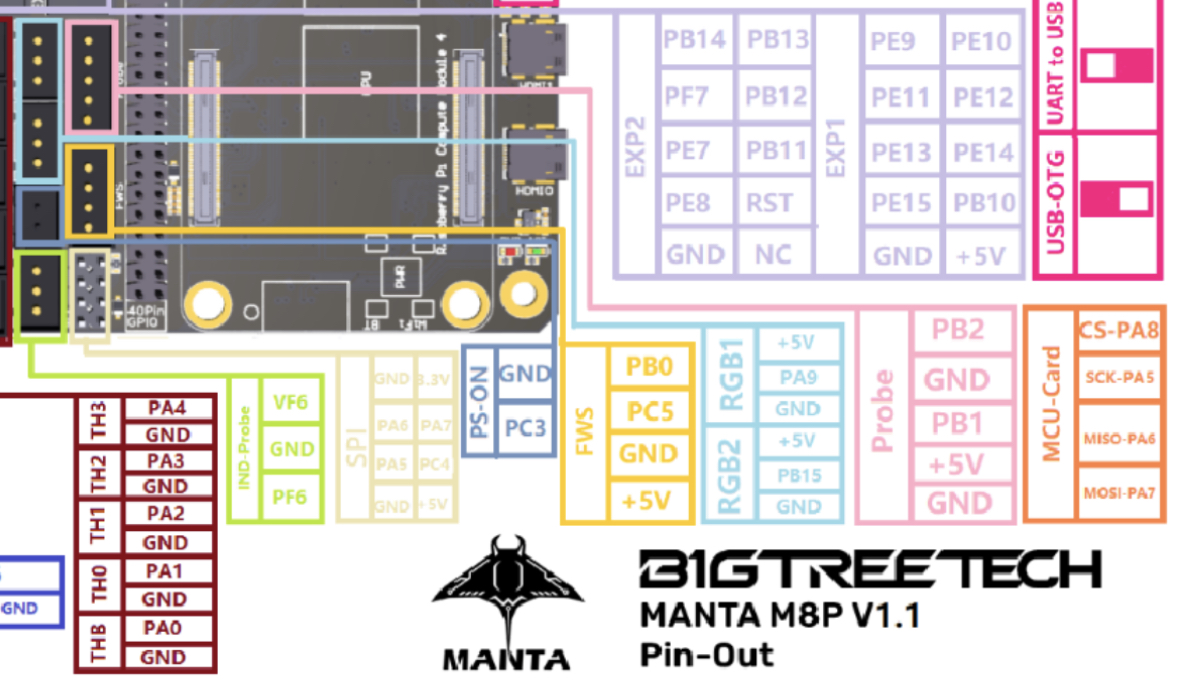 EXP2
PB14 PB13
PF7 PB12
PE7 PB11
PE8 RST
GND NC
EXP1
PE9 PE10
PE11 PE12
PE13 PE14
PE15 PB10
GND +5V
UART to USB
USB-OTG
CPU
Raspberry Pi Compute Module 4
HDMI1
HDMI0
FWS
PWR
BT
WiFi
40Pin
GPIO
TH3
PA4
GND
TH2
PA3
GND
TH1
PA2
GND
TH0
PA1
GND
THB
PA0
GND
GND
IND-Probe
VF6
GND
PF6
SPI
GND 3.3V
PA6 PA7
PA5 PC4
GND +5V
PS-ON
GND
PC3
FWS
PB0
PC5
GND
+5V
RGB1
+5V
PA9
GND
RGB2
+5V
PB15
GND
Probe
PB2
GND
PB1
+5V
GND
MCU-Card
CS-PA8
SCK-PA5
MISO-PA6
MOSI-PA7
MANTA
B1GTREETECH
MANTA M8P V1.1
Pin-Out